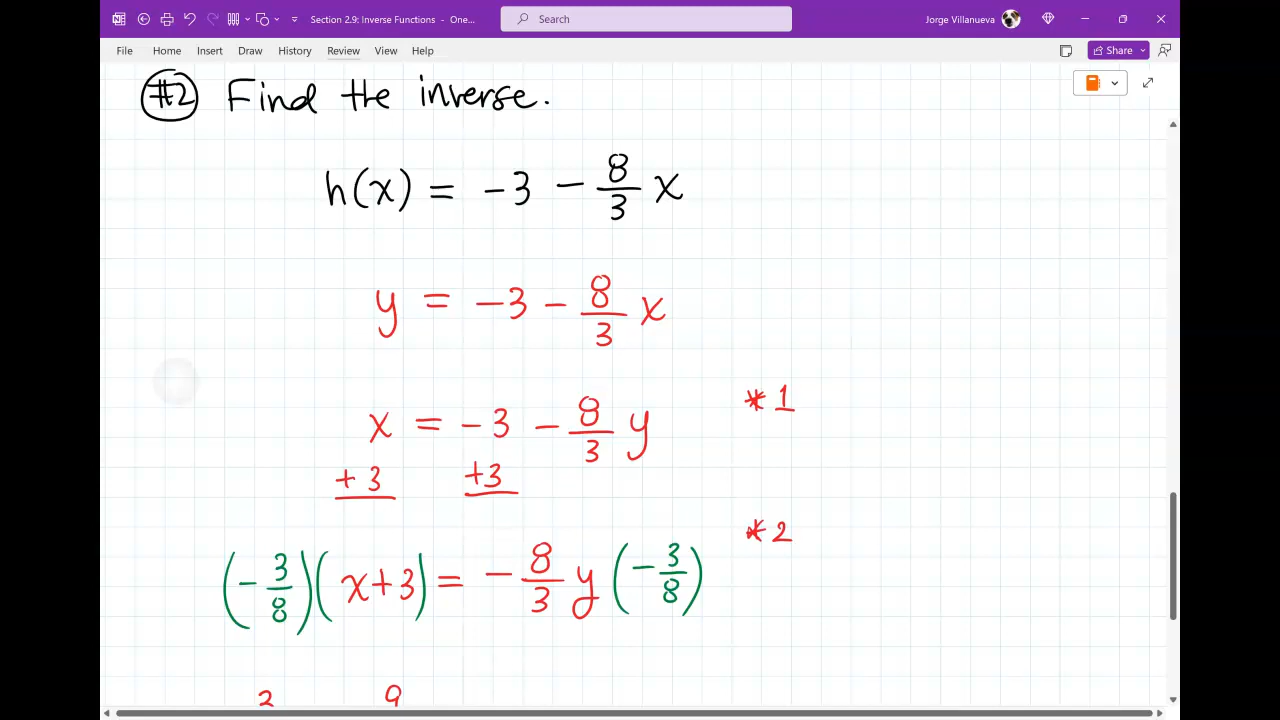 Section 2.9: Inverse Functions - One...
Search
Jorge Villanueva
File Home Insert Draw History Review View Help
Share
#2 Find the inverse.
h(x) = -3 - 8/3 x
y = -3 - 8/3 x
x = -3 - 8/3 y *1
+3 +3
*2
(-3/8)(x+3) = -8/3 y (-3/8)